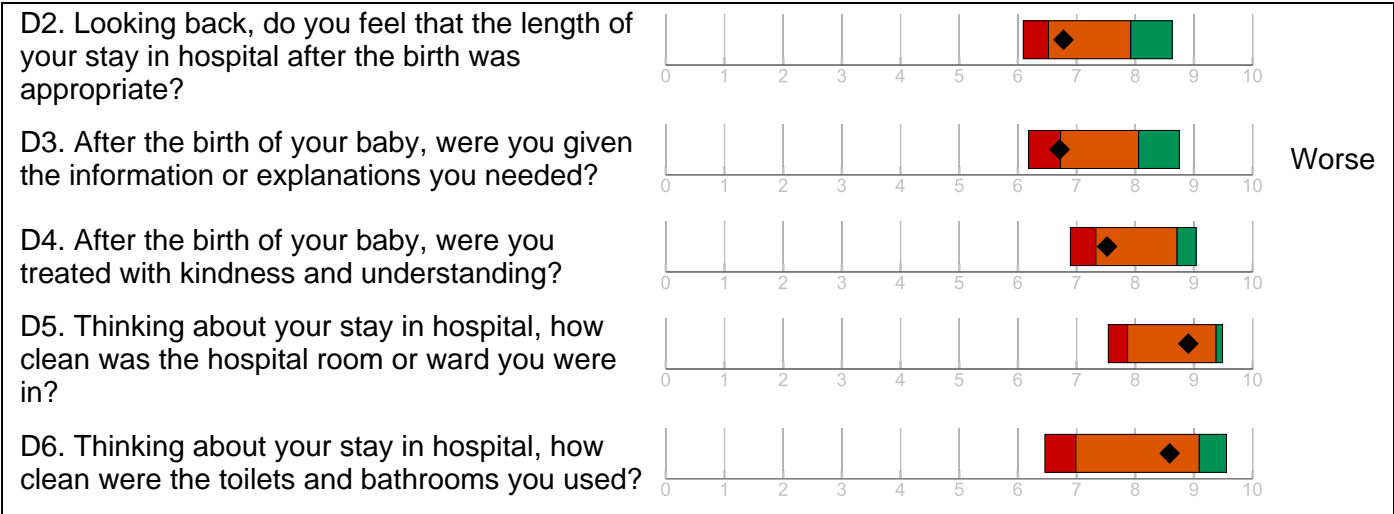 D2. Looking back, do you feel that the length of
your stay in hospital after the birth was
appropriate?
0 1 2 3 4 5 6 7 8 9 10
D3. After the birth of your baby, were you given
the information or explanations you needed?
Worse
0 1 2 3 4 5 6 7 8 9 10
D4. After the birth of your baby, were you
treated with kindness and understanding?
0 1 2 3 4 5 6 7 8 9 10
D5. Thinking about your stay in hospital, how
clean was the hospital room or ward you were
in?
0 1 2 3 4 5 6 7 8 9 10
D6. Thinking about your stay in hospital, how
clean were the toilets and bathrooms you used?
0 1 2 3 4 5 6 7 8 9 10